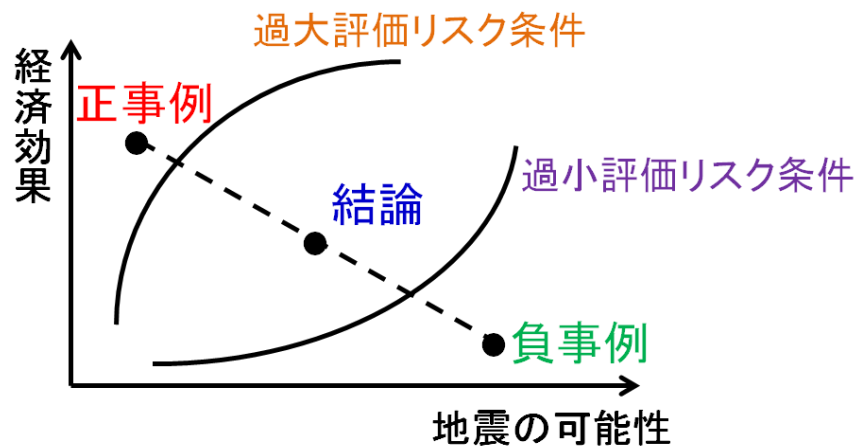 過大評価リスク条件
経済効果
正事例
過小評価リスク条件
結論
負事例
地震の可能性